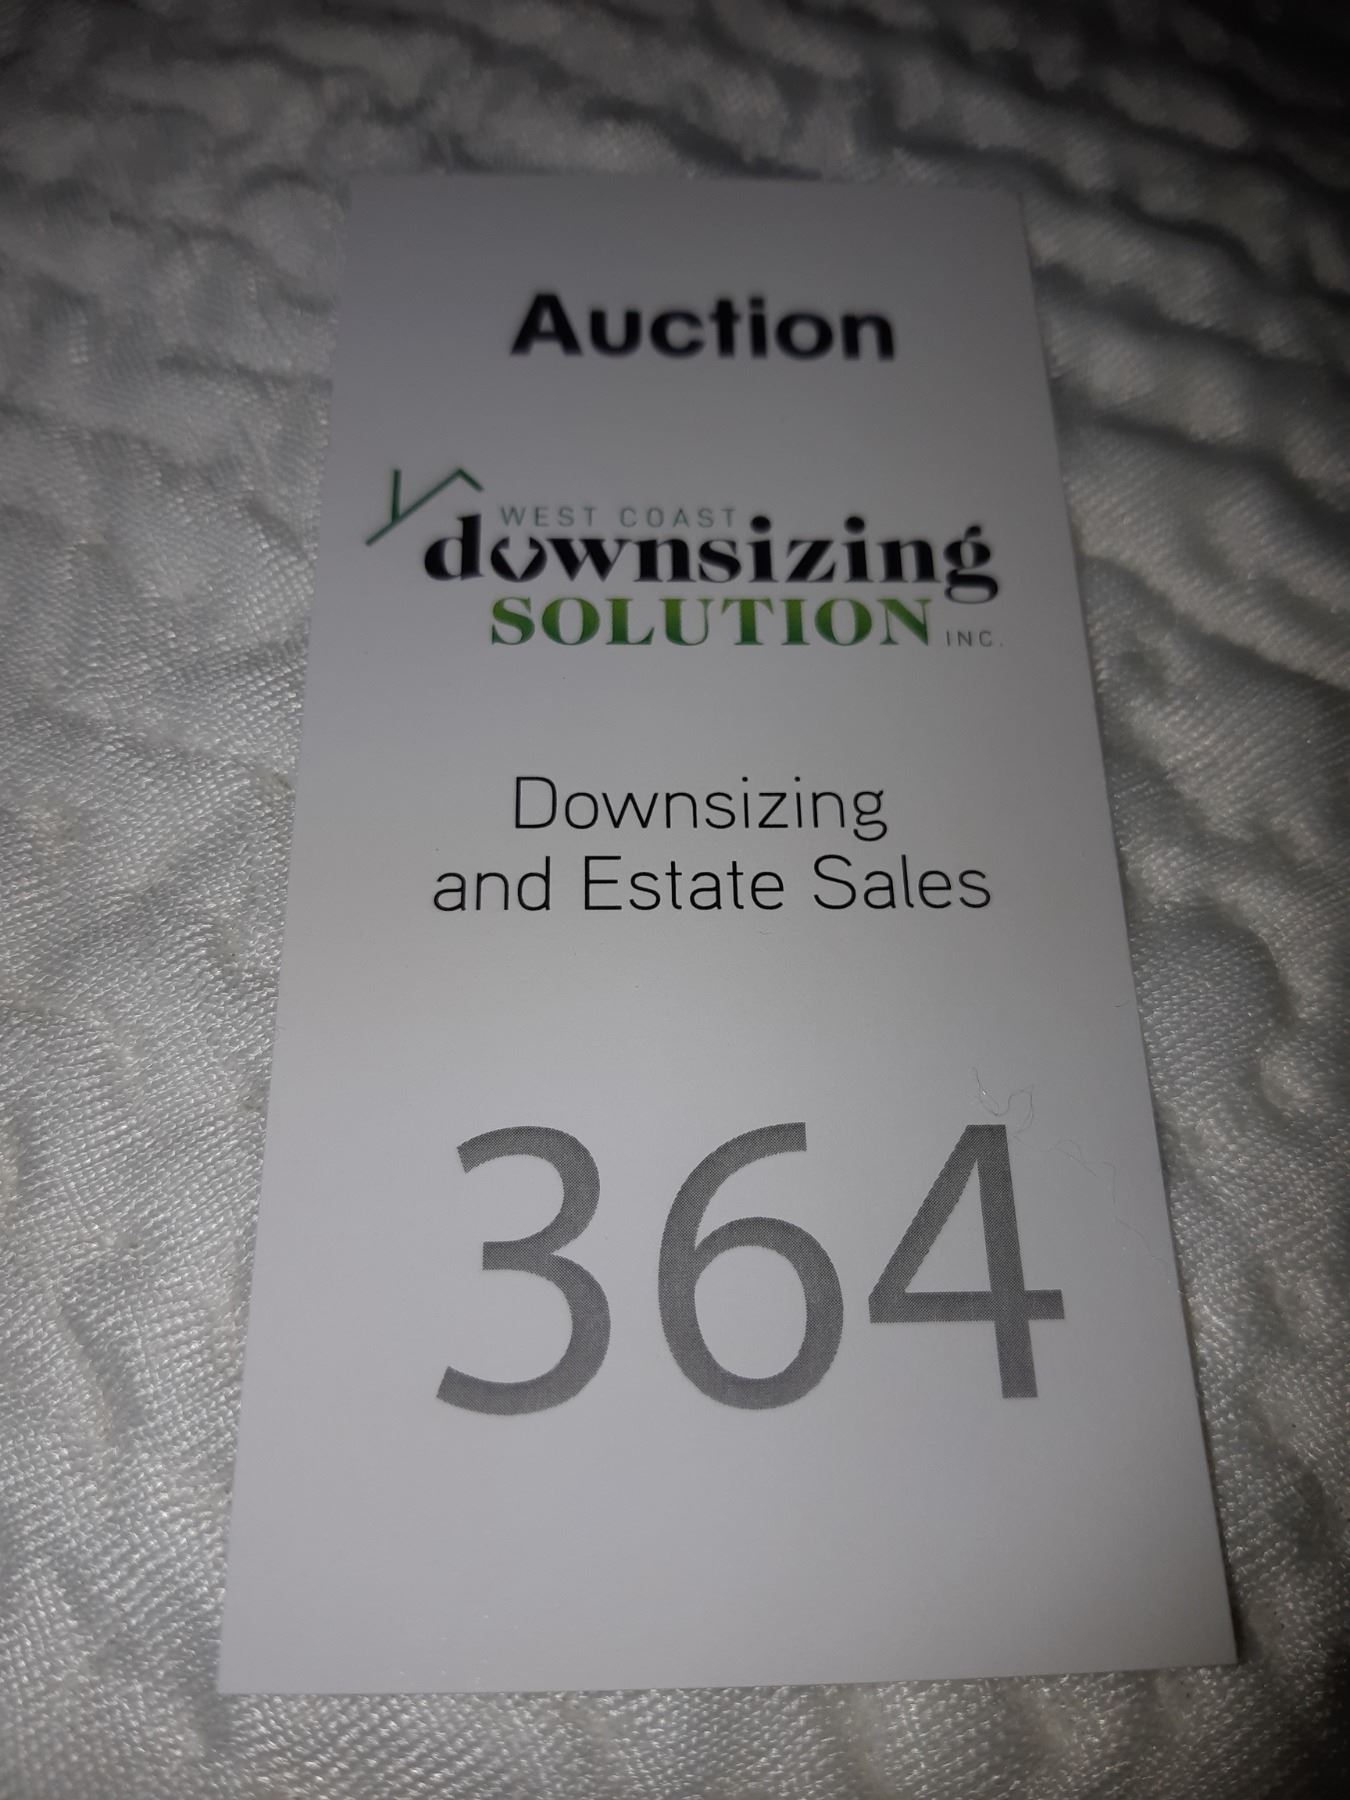 Auction
WEST COAST
downsizing
SOLUTION INC.
Downsizing
and Estate Sales
364